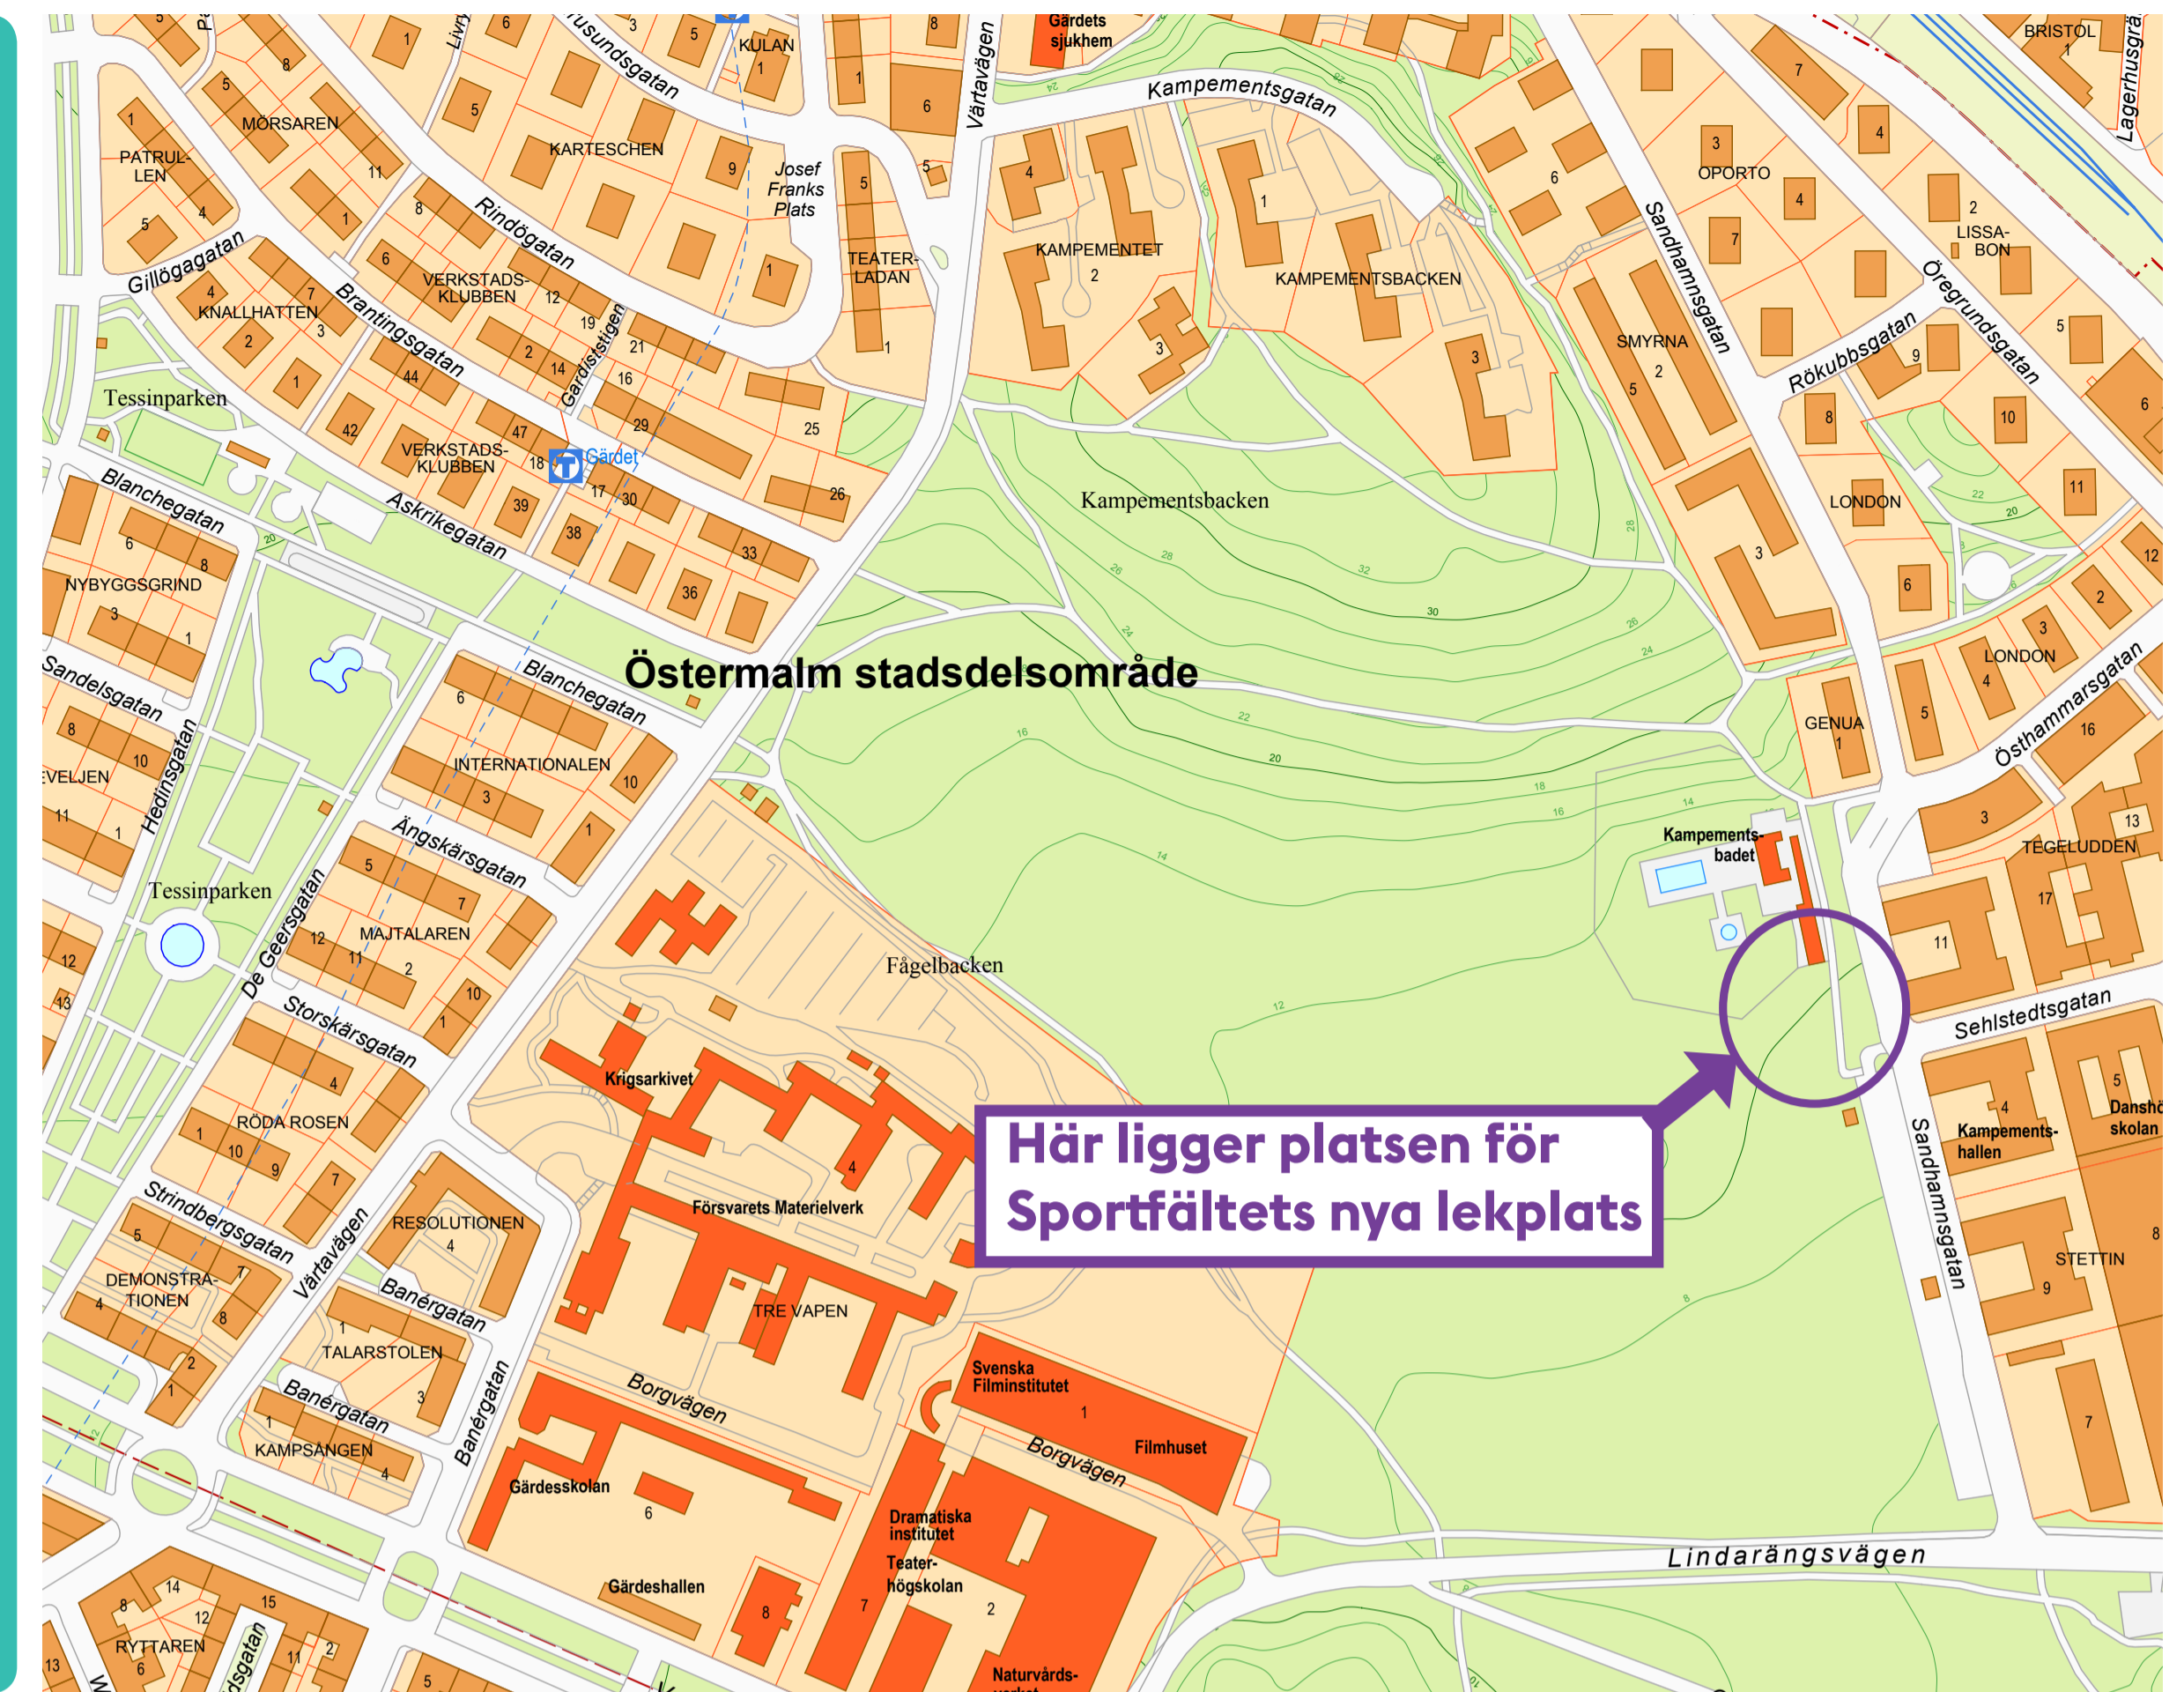 Gärdets
sjukhem
KULAN
Värtavägen
Kampementsgatan
BRISTOL
MÖRSAREN
PATRUL-
LEN
KARTESCHEN
Josef
Franks
Plats
OPORTO
Sandhamnsgatan
Gillögagatan
Rindögatan
VERKSTADS-
KLUBBEN
TEATER-
LADAN
KAMPEMENTET
KAMPEMENTSBACKEN
LISSA-
BON
KNALLHATTEN
Brantingsgatan
Gardiststigen
SMYRNA
Öregrundsgatan
Rökubbsgatan
Tessinparken
VERKSTADS-
KLUBBEN
Gärdet
Blanchegatan
Askrikegatan
Kampementsbacken
LONDON
NYBYGGSGRIND
Sandelsgatan
Blanchegatan
Östermalm stadsdelsområde
LONDON
GENUA
Östhammarsgatan
INTERNATIONALEN
Hedinsgatan
Ängskärsgatan
Kampements-
badet
TEGELUDDEN
Tessinparken
De Geersgatan
MAJTALAREN
Fågelbacken
Storskärsgatan
Sehlstedtsgatan
Krigsarkivet
RÖDA ROSEN
Här ligger platsen för
Sportfältets nya lekplats
Kampements-
hallen
Sandhamnsgatan
Försvarets Materielverk
Strindbergsgatan
Värtavägen
RESOLUTIONEN
STETTIN
DEMONSTRA-
TIONEN
Banérgatan
TRE VAPEN
TALARSTOLEN
Svenska
Filminstitutet
Borgvägen
Banérgatan
Banérgatan
KAMPSÅNGEN
Filmhuset
Borgvägen
Gärdesskolan
Dramatiska
institutet
Teater-
högskolan
Lindarängsvägen
Gärdeshallen
RYTTAREN
Naturvårds-